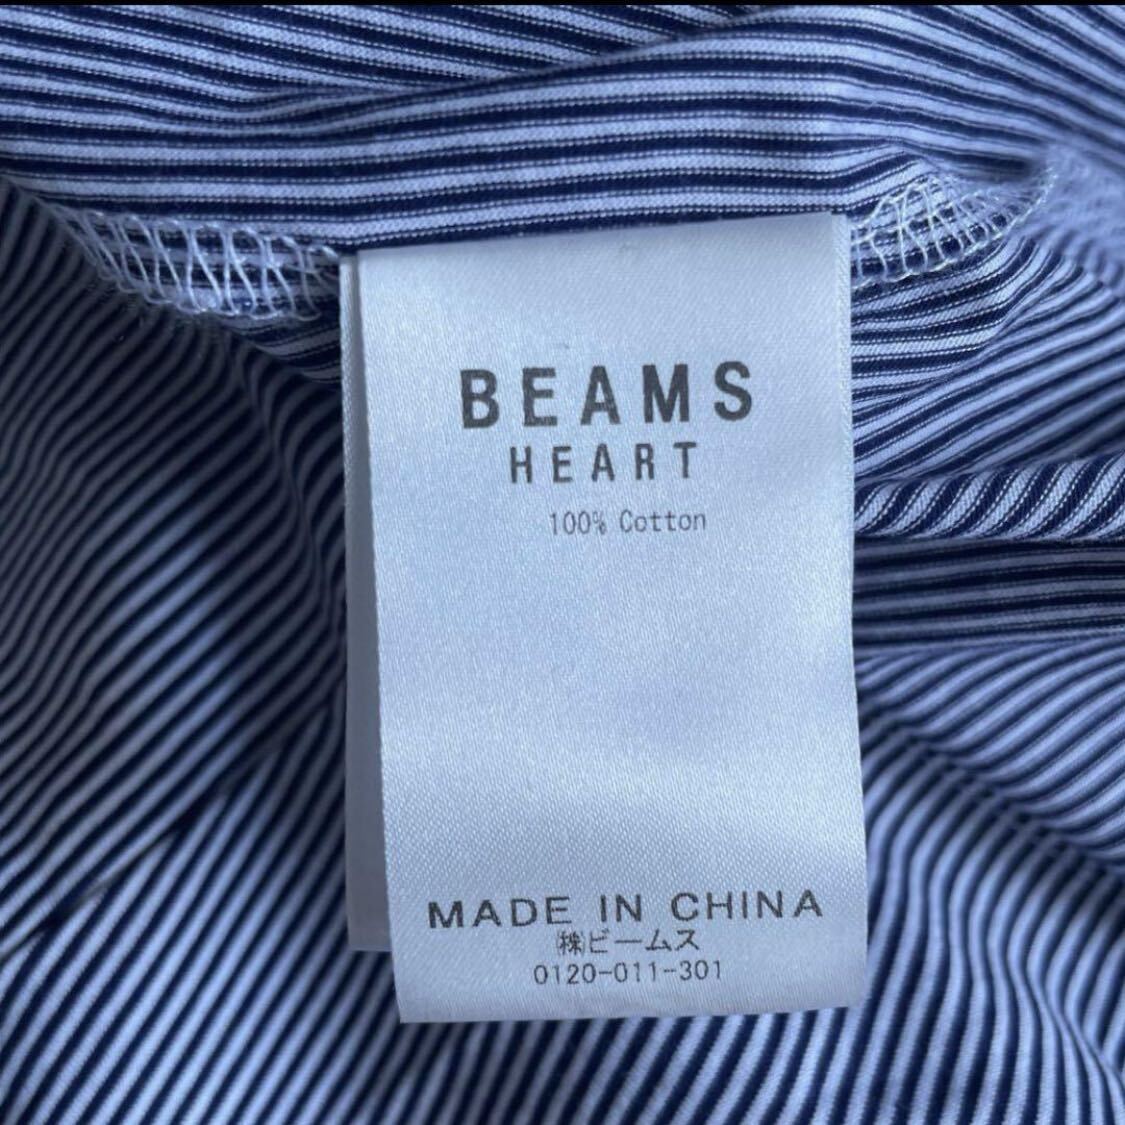 BEAMS
HEART
100% Cotton
MADE IN CHINA
㈱ビームス
0120-011-301